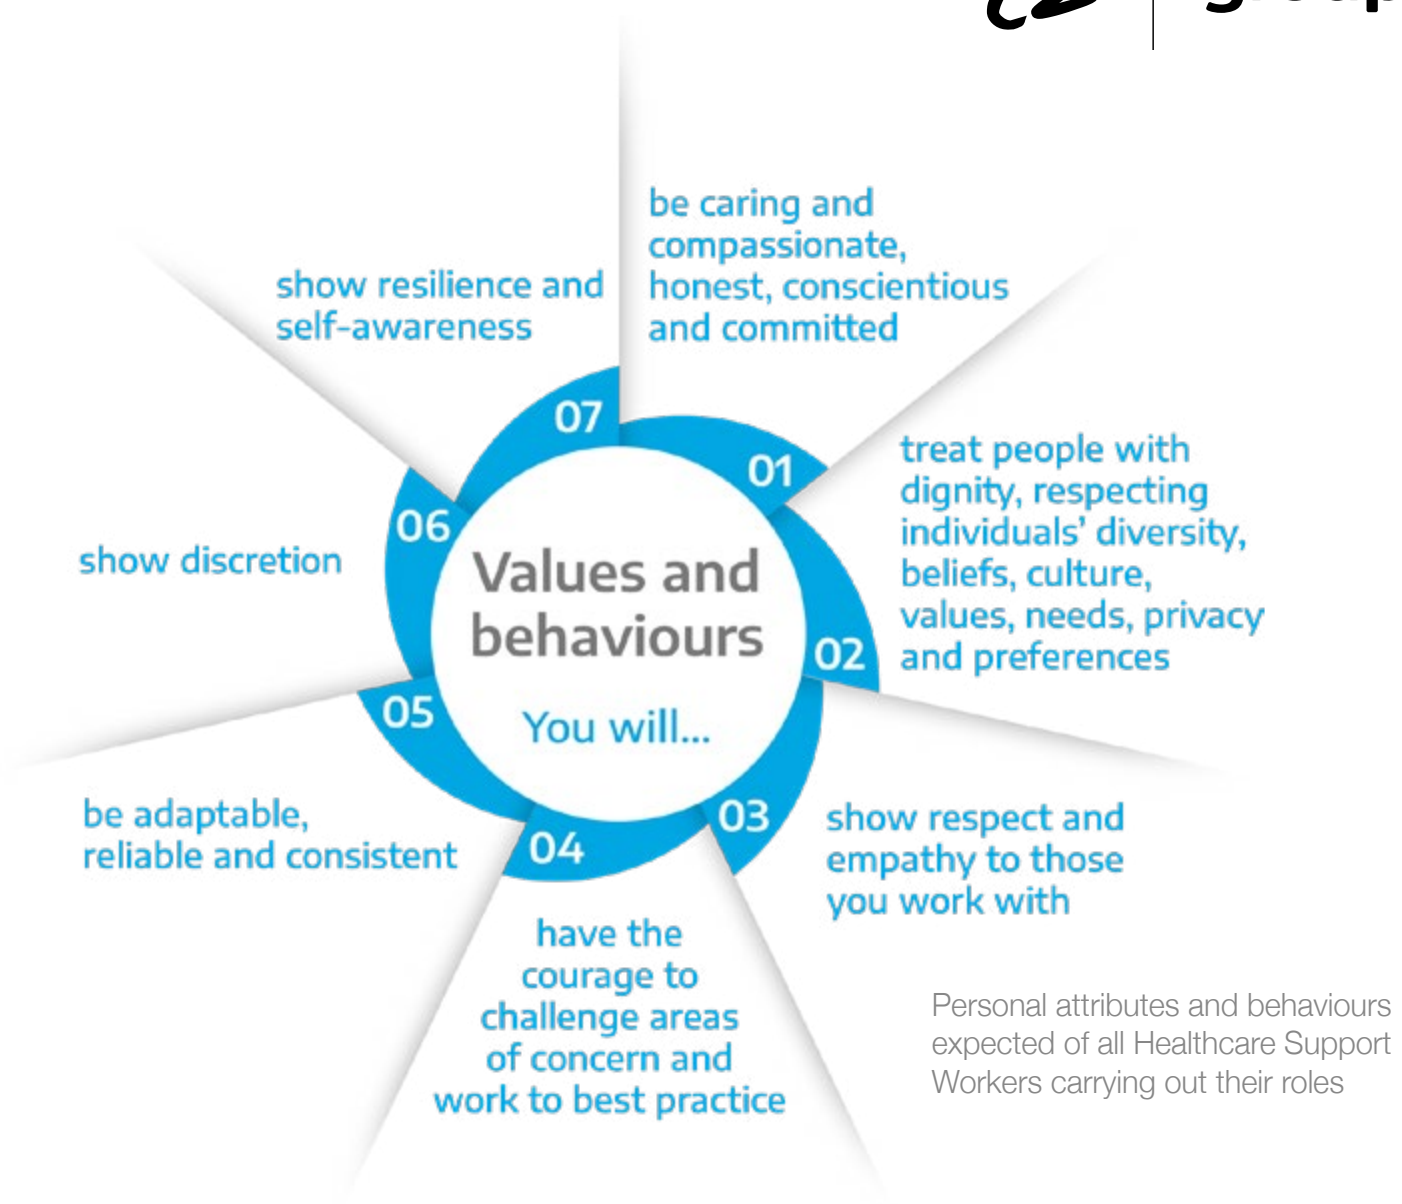 group
be caring and
compassionate,
honest, conscientious
and committed
01
treat people with
dignity, respecting
individuals’ diversity,
beliefs, culture,
values, needs, privacy
and preferences
02
show respect and
empathy to those
you work with
03
have the
courage to
challenge areas
of concern and
work to best practice
04
be adaptable,
reliable and consistent
05
show discretion
06
show resilience and
self-awareness
07
Values and
behaviours
You will...
Personal attributes and behaviours
expected of all Healthcare Support
Workers carrying out their roles